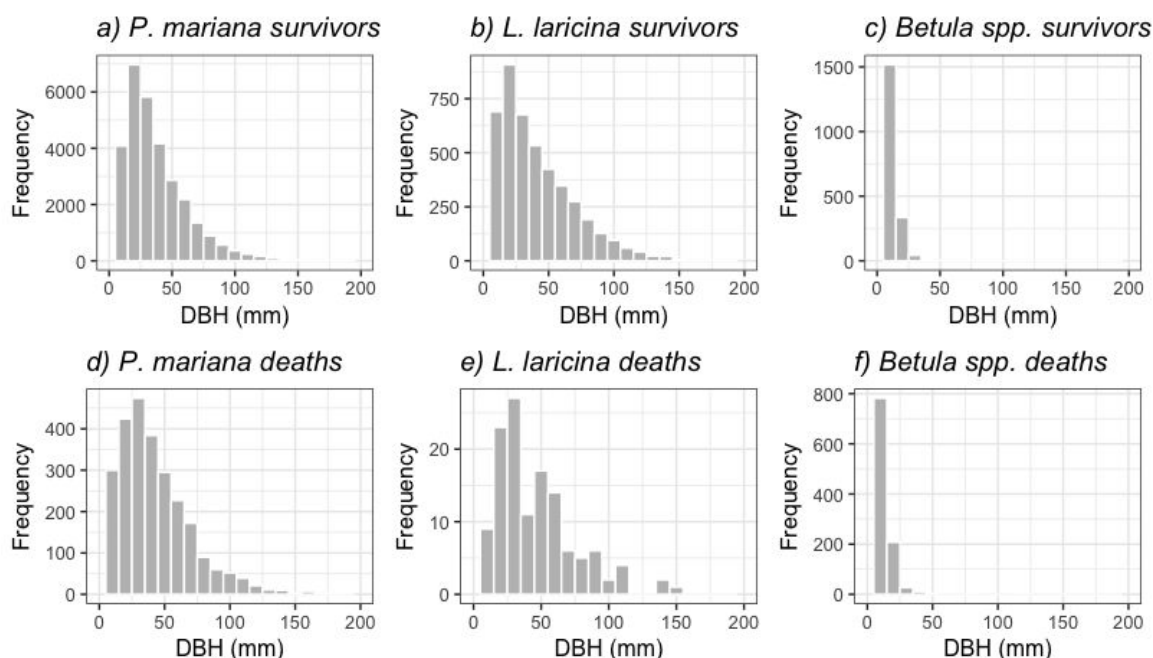 a) P. mariana survivors
6000
4000
2000
0
Frequency
0 50 100 150 200
DBH (mm)
b) L. laricina survivors
750
500
250
0
Frequency
0 50 100 150 200
DBH (mm)
c) Betula spp. survivors
1500
1000
500
0
Frequency
0 50 100 150 200
DBH (mm)
d) P. mariana deaths
400
300
200
100
0
Frequency
0 50 100 150 200
DBH (mm)
e) L. laricina deaths
20
10
0
Frequency
0 50 100 150 200
DBH (mm)
f) Betula spp. deaths
800
600
400
200
0
Frequency
0 50 100 150 200
DBH (mm)